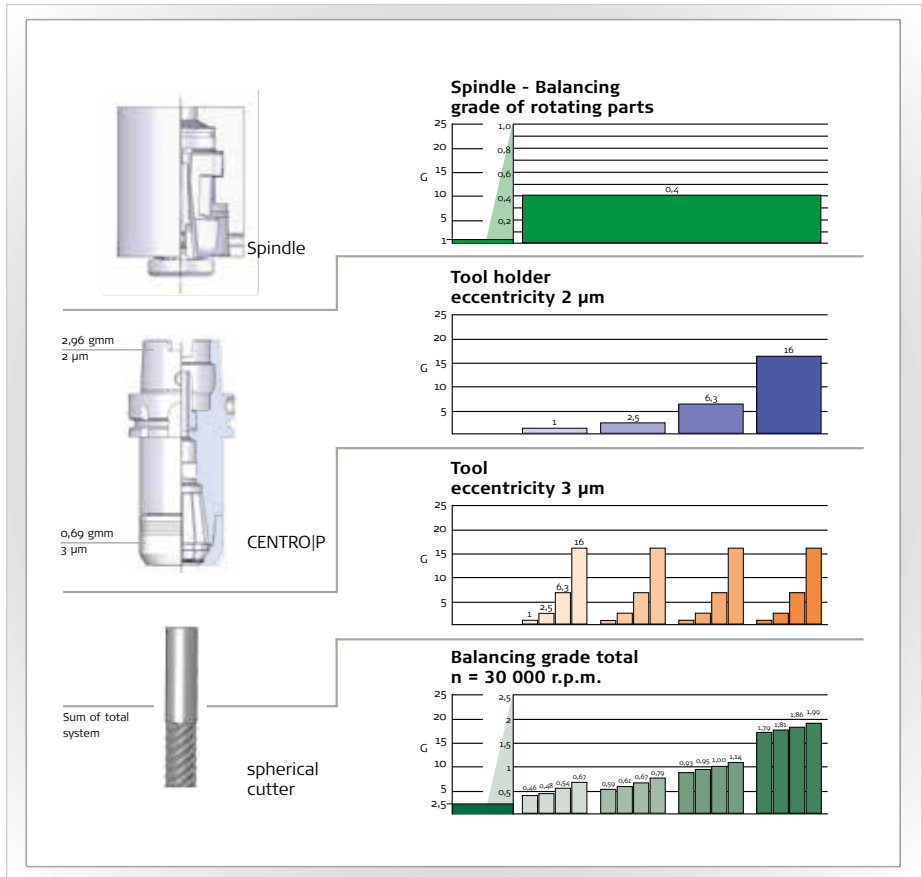 Spindle - Balancing
grade of rotating parts
25
20
15
G
10
5
1
1,0
0,8
0,6
0,4
0,2
0,4
Spindle
Tool holder
eccentricity 2 µm
25
20
15
G
10
5
1
2,5
6,3
16
2,96 gmm
2 µm
0,69 gmm
3 µm
CENTRO|P
Tool
eccentricity 3 µm
25
20
15
G
10
5
1
2,5
6,3
16
Balancing grade total
n = 30 000 r.p.m.
25
20
15
G
10
5
2,5
2,5
2
1,5
1
0,5
0,46
0,48
0,54
0,67
0,59
0,61
0,67
0,79
0,93
0,95
1,00
1,14
1,79
1,81
1,86
1,99
Sum of total
system
spherical
cutter